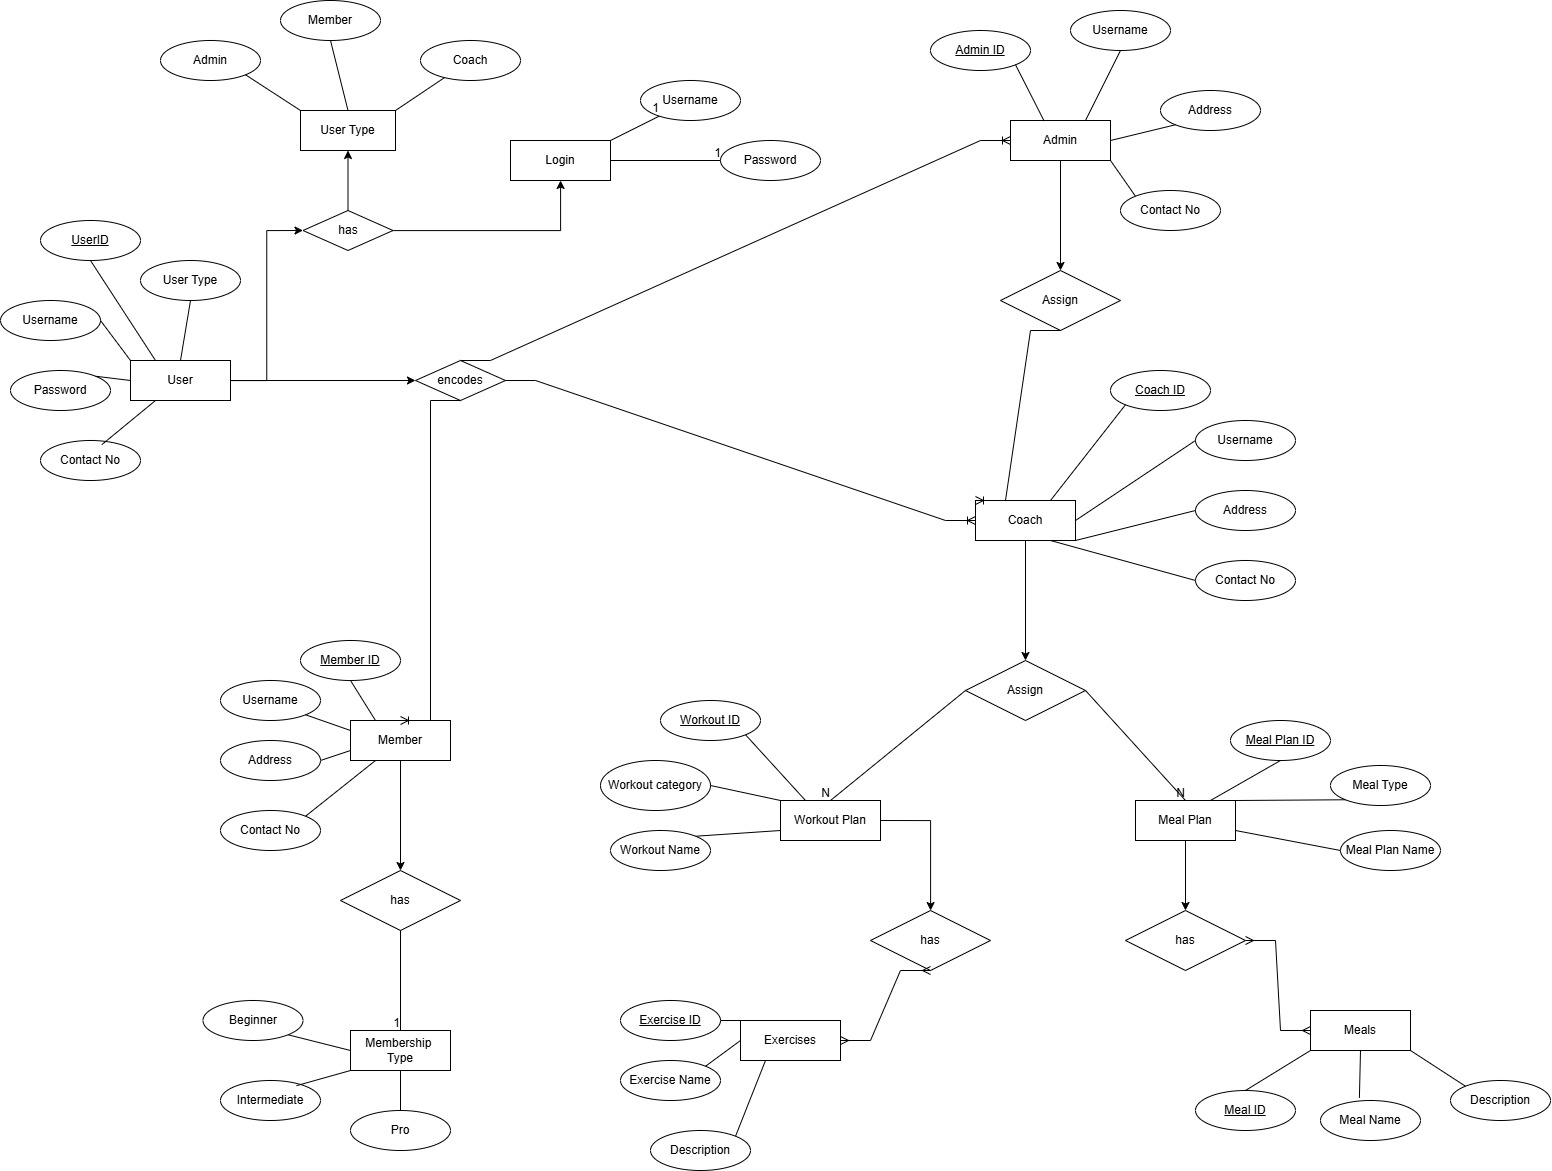 Member
Admin
Coach
User Type
Username
1
Login
1
Password
Admin ID
Username
Address
Admin
Contact No
has
UserID
User Type
Username
User
Password
Contact No
encodes
Assign
Coach ID
Username
Address
Coach
Contact No
Member ID
Username
Member
Address
Contact No
has
1
Membership
Type
Beginner
Intermediate
Pro
Assign
Workout ID
Workout category
N
Workout Plan
Workout Name
Meal Plan ID
Meal Type
N
Meal Plan
Meal Plan Name
has
has
Exercise ID
Exercises
Exercise Name
Description
Meals
Meal ID
Meal Name
Description